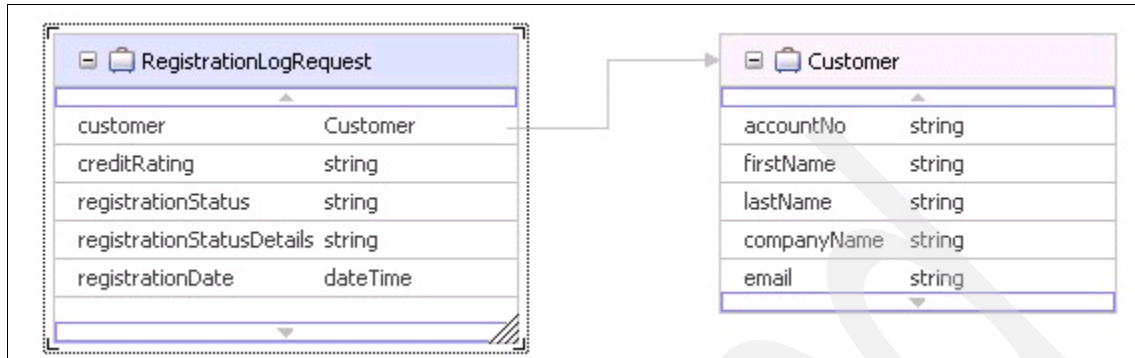 RegistrationLogRequest
customer Customer
creditRating string
registrationStatus string
registrationStatusDetails string
registrationDate dateTime
Customer
accountNo string
firstName string
lastName string
companyName string
email string